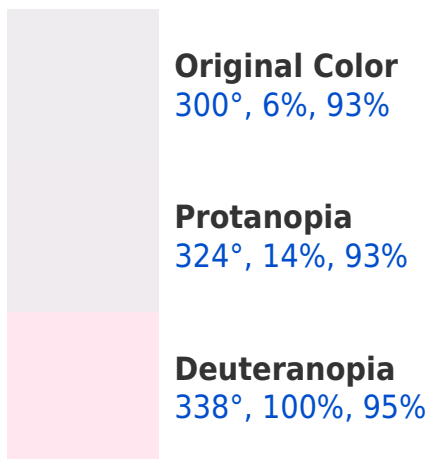 Original Color
300°, 6%, 93%
Protanopia
324°, 14%, 93%
Deuteranopia
338°, 100%, 95%